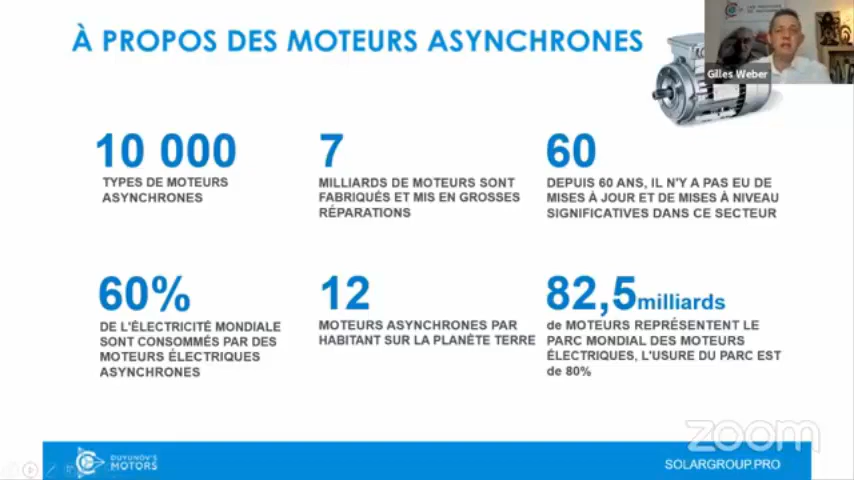 À PROPOS DES MOTEURS ASYNCHRONES
Gilles Weber
10 000
TYPES DE MOTEURS
ASYNCHRONES
7
MILLIARDS DE MOTEURS SONT
FABRIQUÉS ET MIS EN GROSSES
RÉPARATIONS
60
DEPUIS 60 ANS, IL N'Y A PAS EU DE
MISES À JOUR ET DE MISES À NIVEAU
SIGNIFICATIVES DANS CE SECTEUR
60%
DE L'ÉLECTRICITÉ MONDIALE
SONT CONSOMMÉS PAR DES
MOTEURS ÉLECTRIQUES
ASYNCHRONES
12
MOTEURS ASYNCHRONES PAR
HABITANT SUR LA PLANÈTE TERRE
82,5 milliards
de MOTEURS REPRÉSENTENT LE
PARC MONDIAL DES MOTEURS
ÉLECTRIQUES, L'USURE DU PARC EST
de 80%
zoom
DUYUNOV'S
MOTORS
SOLARGROUP.PRO